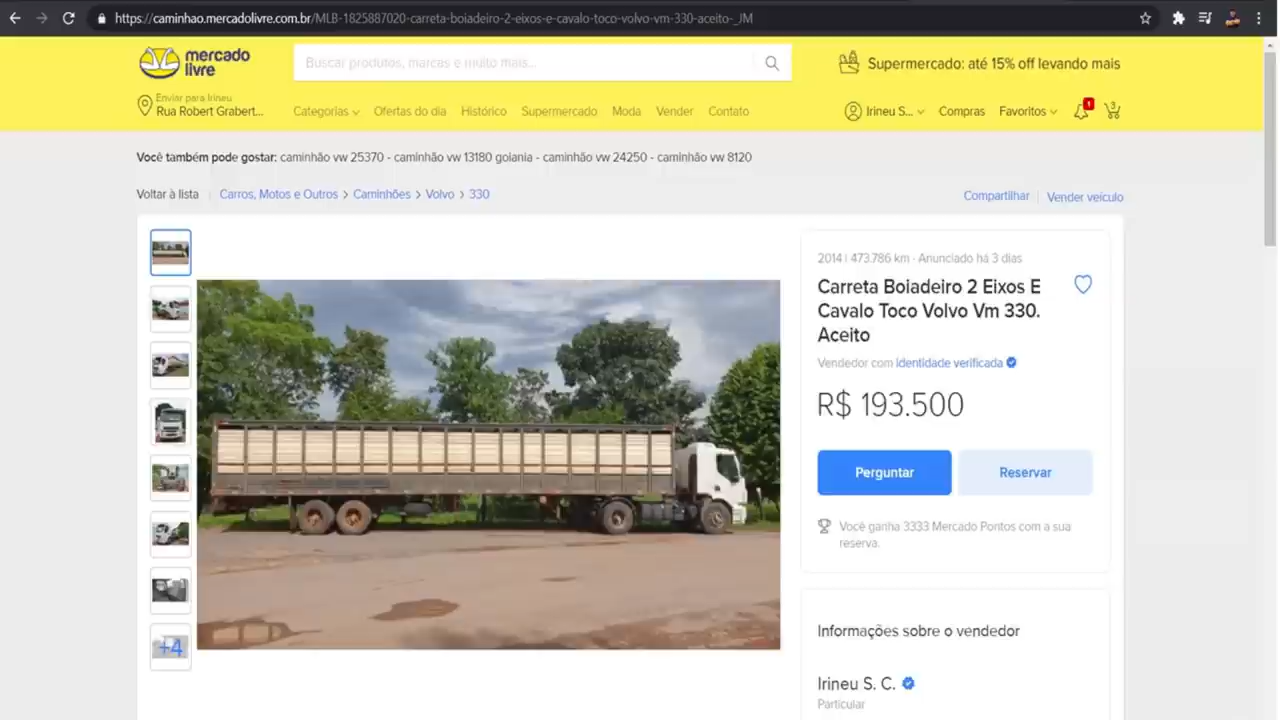 https://caminhao.mercadolivre.com.br/MLB-1825887020-carreta-boiadeiro-2-eixos-e-cavalo-toco-volvo-vm-330-aceito-_JM
mercado
livre
Buscar produtos, marcas e muito mais...
Supermercado: até 15% off levando mais
Enviar para Irineu
Rua Robert Grabert...
Categorias
Ofertas do dia
Histórico
Supermercado
Moda
Vender
Contato
Irineu S...
Compras
Favoritos
1
3
Você também pode gostar: caminhão vw 25370 - caminhão vw 13180 goiania - caminhão vw 24250 - caminhão vw 8120
Voltar à lista
Carros, Motos e Outros > Caminhões > Volvo > 330
Compartilhar
Vender veículo
2014 | 473.786 km · Anunciado há 3 dias
Carreta Boiadeiro 2 Eixos E
Cavalo Toco Volvo Vm 330.
Aceito
Vendedor com identidade verificada
R$ 193.500
Perguntar
Reservar
Você ganha 3333 Mercado Pontos com a sua
reserva.
+4
Informações sobre o vendedor
Irineu S. C.
Particular